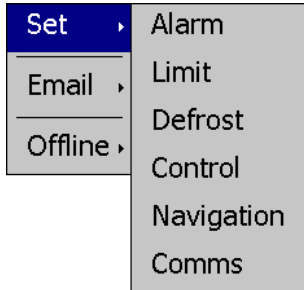 Set
Email
Offline
Alarm
Limit
Defrost
Control
Navigation
Comms